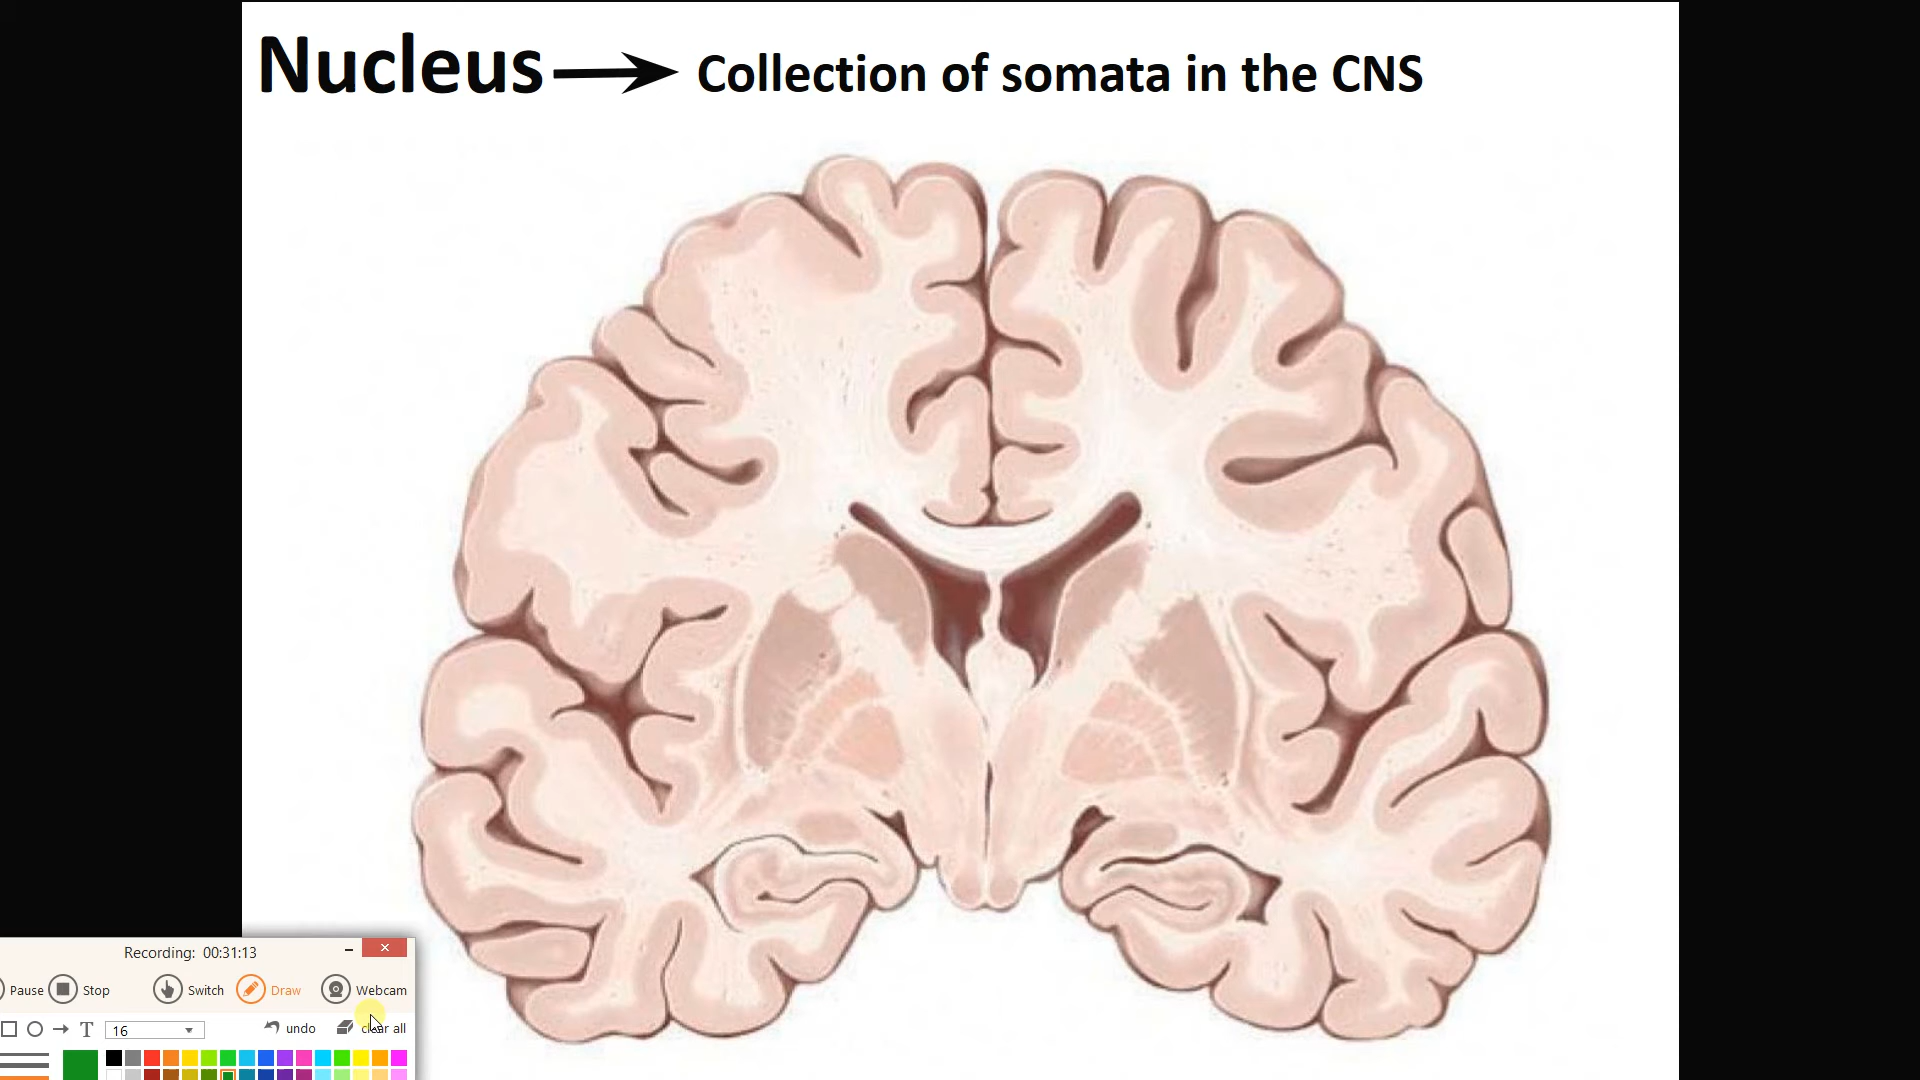 Nucleus
Collection of somata in the CNS
Recording: 00:31:13
Pause
Stop
Switch
Draw
Webcam
T
16
undo
clear all